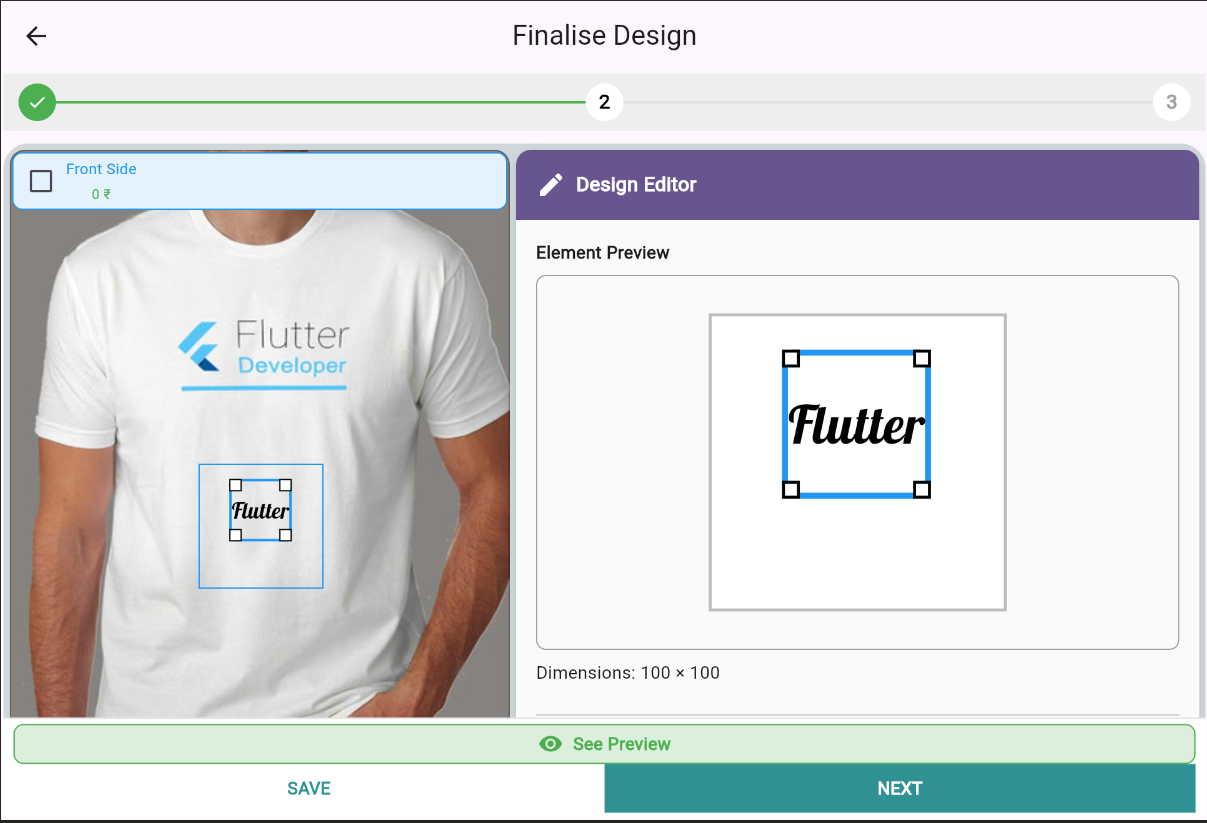 Finalise Design
2
3
Front Side
0 ₹
Flutter
Developer
Flutter
Design Editor
Element Preview
Flutter
Dimensions: 100 × 100
See Preview
SAVE
NEXT